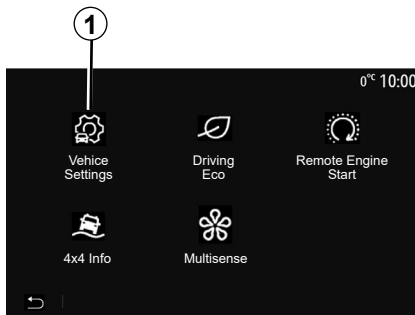 1
0°C 10:00
Vehice
Settings
Driving
Eco
Remote Engine
Start
4x4 Info
Multisense